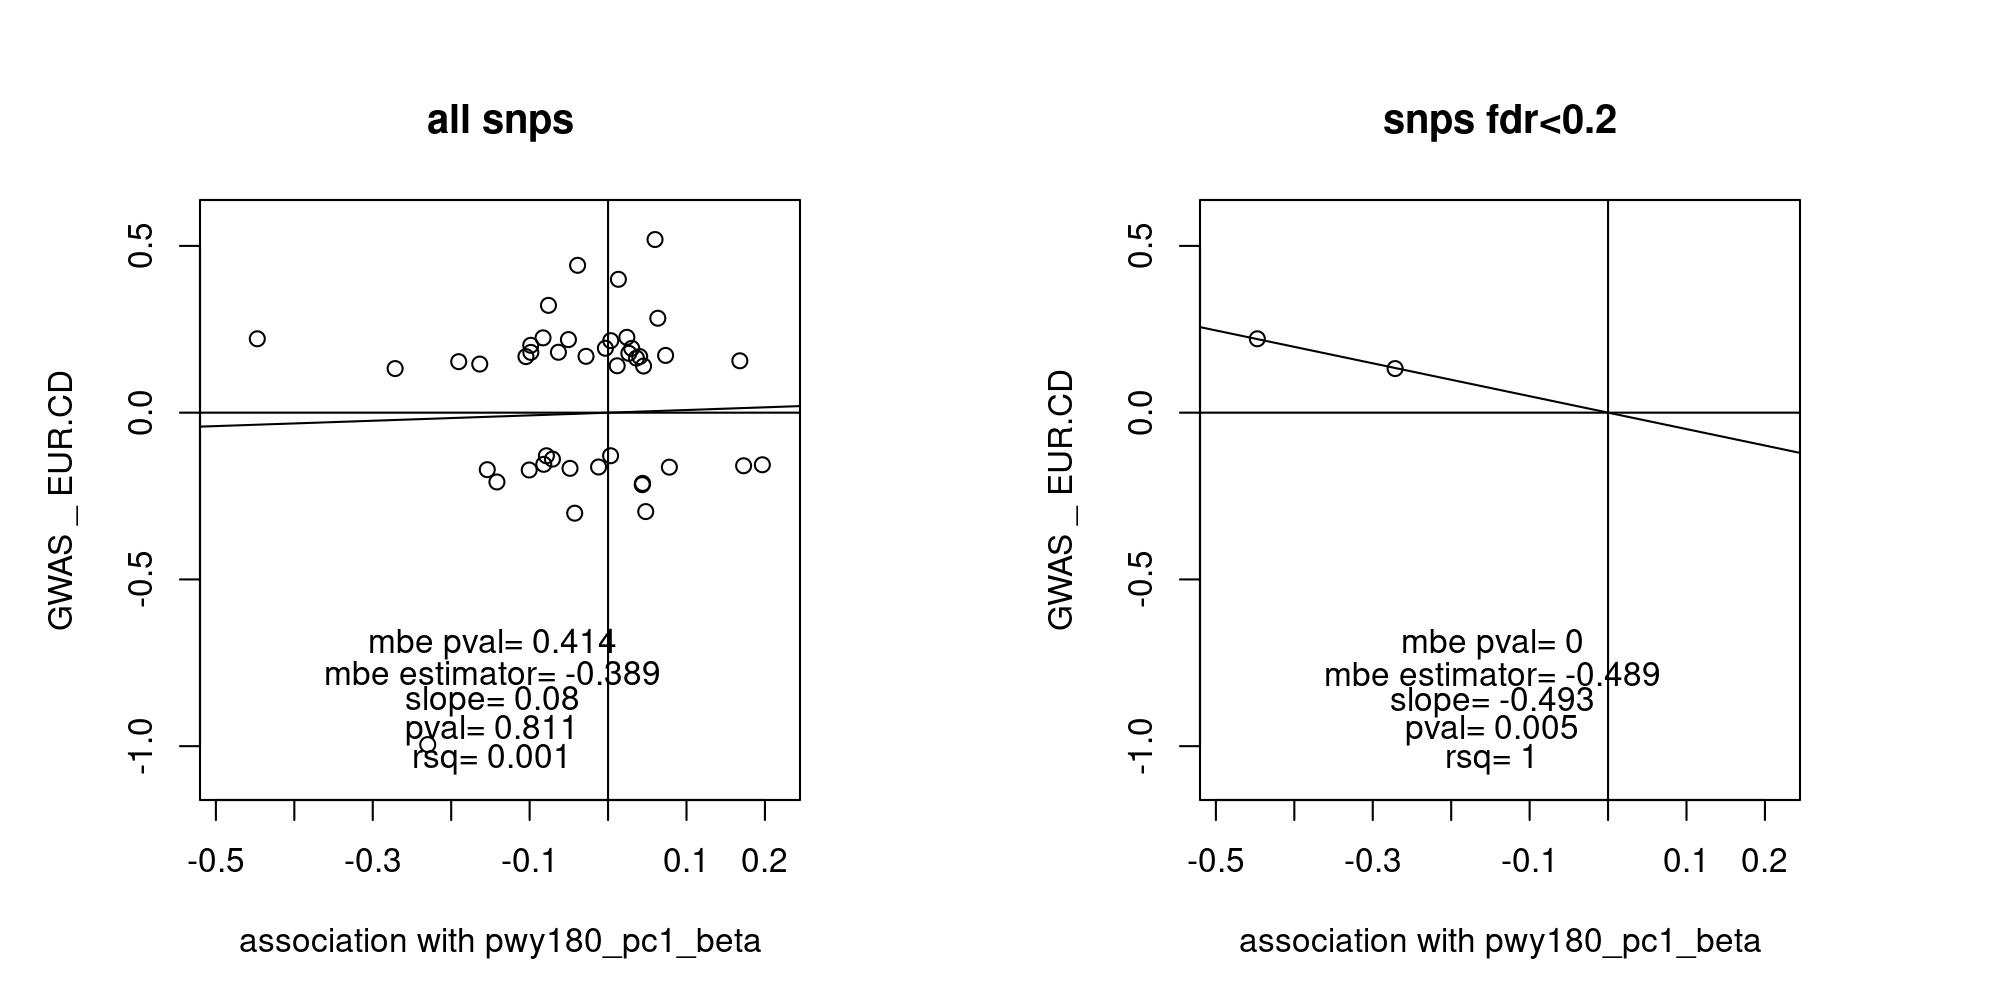 all snps
GWAS _ EUR.CD
0.5
0.0
-0.5
-1.0
mbe pval= 0.414
mbe estimator= -0.389
slope= 0.08
pval= 0.811
rsq= 0.001
-0.5 -0.3 -0.1 0.1 0.2
association with pwy180_pc1_beta
snps fdr<0.2
GWAS _ EUR.CD
0.5
0.0
-0.5
-1.0
mbe pval= 0
mbe estimator= -0.489
slope= -0.493
pval= 0.005
rsq= 1
-0.5 -0.3 -0.1 0.1 0.2
association with pwy180_pc1_beta